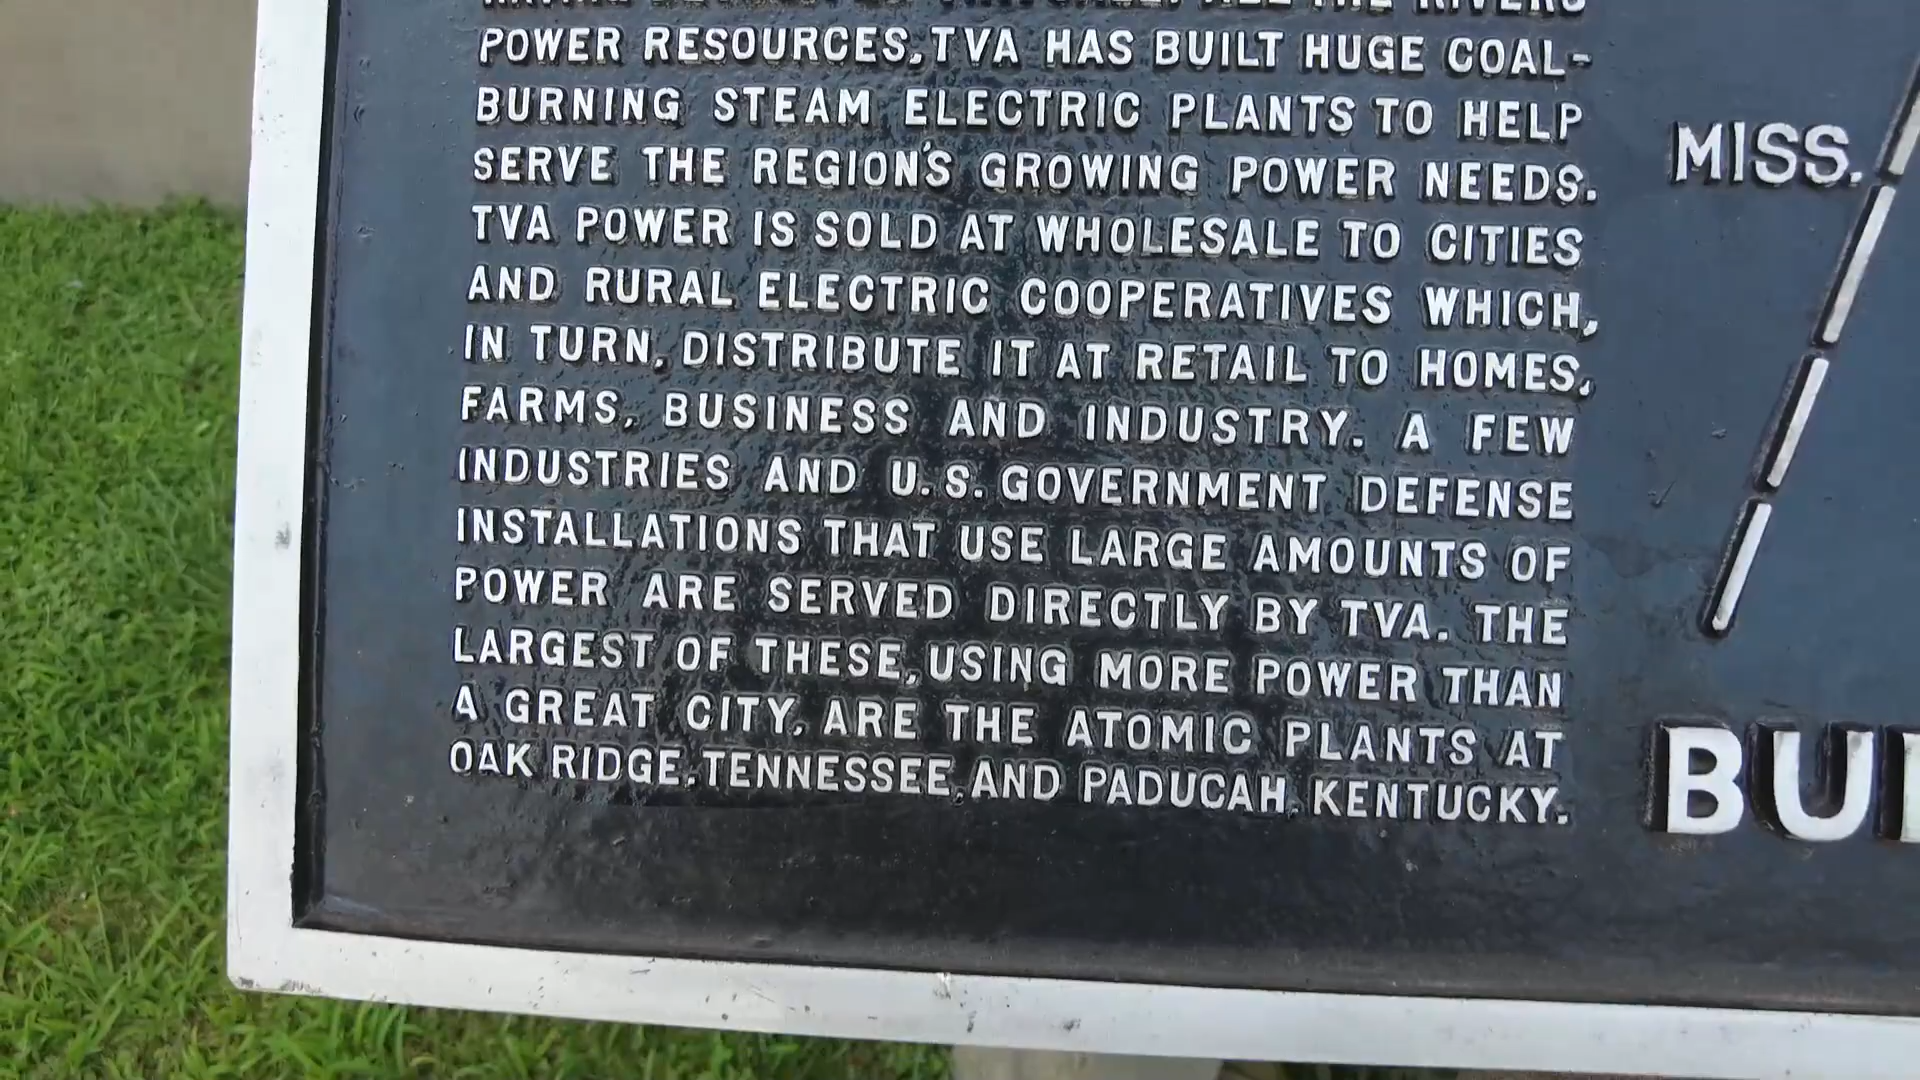 THE RIVERS
POWER RESOURCES, TVA HAS BUILT HUGE COAL-
BURNING STEAM ELECTRIC PLANTS TO HELP
SERVE THE REGION'S GROWING POWER NEEDS.
TVA POWER IS SOLD AT WHOLESALE TO CITIES
AND RURAL ELECTRIC COOPERATIVES WHICH,
IN TURN, DISTRIBUTE IT AT RETAIL TO HOMES,
FARMS, BUSINESS AND INDUSTRY. A FEW
INDUSTRIES AND U.S. GOVERNMENT DEFENSE
INSTALLATIONS THAT USE LARGE AMOUNTS OF
POWER ARE SERVED DIRECTLY BY TVA. THE
LARGEST OF THESE, USING MORE POWER THAN
A GREAT CITY, ARE THE ATOMIC PLANTS AT
OAK RIDGE, TENNESSEE, AND PADUCAH, KENTUCKY.
MISS.
BU